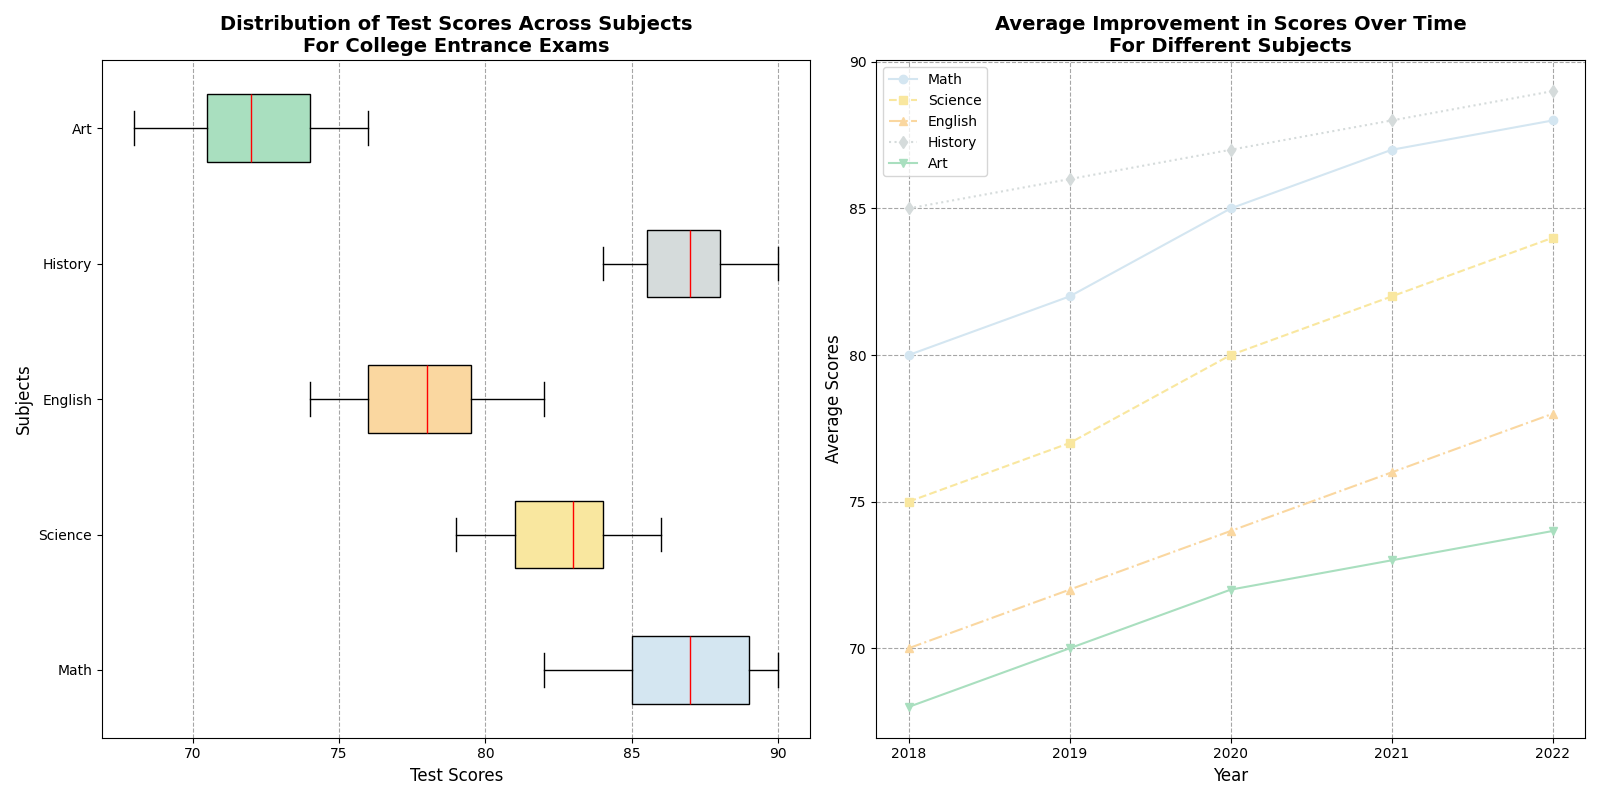 Distribution of Test Scores Across Subjects
For College Entrance Exams
Subjects
Art
History
English
Science
Math
70 75 80 85 90
Test Scores
Average Improvement in Scores Over Time
For Different Subjects
Average Scores
90
85
80
75
70
Math
Science
English
History
Art
2018 2019 2020 2021 2022
Year